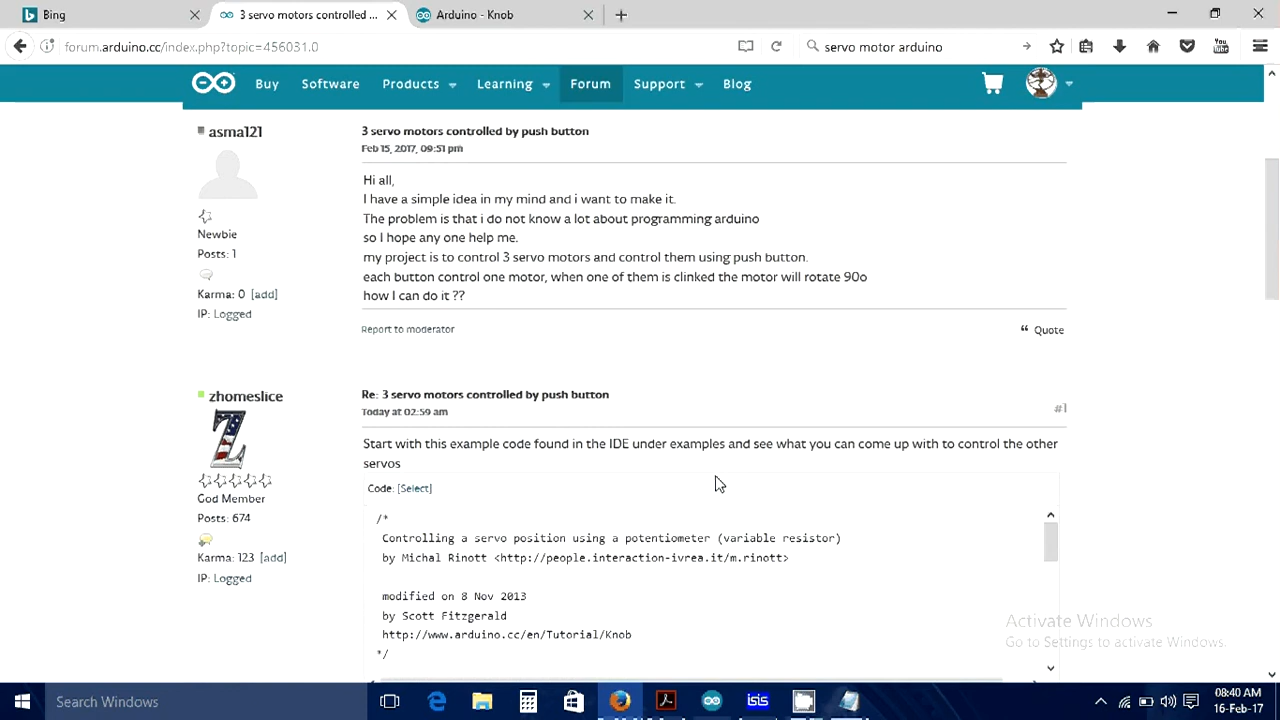 Bing
3 servo motors controlled ...
Arduino - Knob
forum.arduino.cc/index.php?topic=456031.0
servo motor arduino
You
Tube
Buy
Software
Products
Learning
Forum
Support
Blog
asma121
3 servo motors controlled by push button
Feb 15, 2017, 09:51 pm
Hi all,
I have a simple idea in my mind and i want to make it.
The problem is that i do not know a lot about programming arduino
so I hope any one help me.
my project is to control 3 servo motors and control them using push button.
each button control one motor, when one of them is clinked the motor will rotate 90o
how I can do it ??
Newbie
Posts: 1
Karma: 0 [add]
IP: Logged
Report to moderator
“ Quote
zhomeslice
Re: 3 servo motors controlled by push button
Today at 02:59 am
#1
Start with this example code found in the IDE under examples and see what you can come up with to control the other
servos
Code: [Select]
God Member
Posts: 674
Karma: 123 [add]
IP: Logged
/*
Controlling a servo position using a potentiometer (variable resistor)
by Michal Rinott <http://people.interaction-ivrea.it/m.rinott>
modified on 8 Nov 2013
by Scott Fitzgerald
http://www.arduino.cc/en/Tutorial/Knob
*/
Activate Windows
Go to Settings to activate Windows.
Search Windows
isis
08:40 AM
16-Feb-17